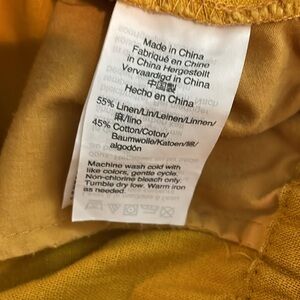 Made in China
Fabriqué en Chine
in China Hergestellt
Vervaardigd in China
中国製
Hecho en China
55% Linen/Lin/Leinen/Linnen/
麻/lino
45% Cotton/Coton/
Baumwolle/Katoen/綿/
algodón
Machine wash cold with
like colors, gentle cycle.
Non-chlorine bleach only.
Tumble dry low. Warm iron
as needed.